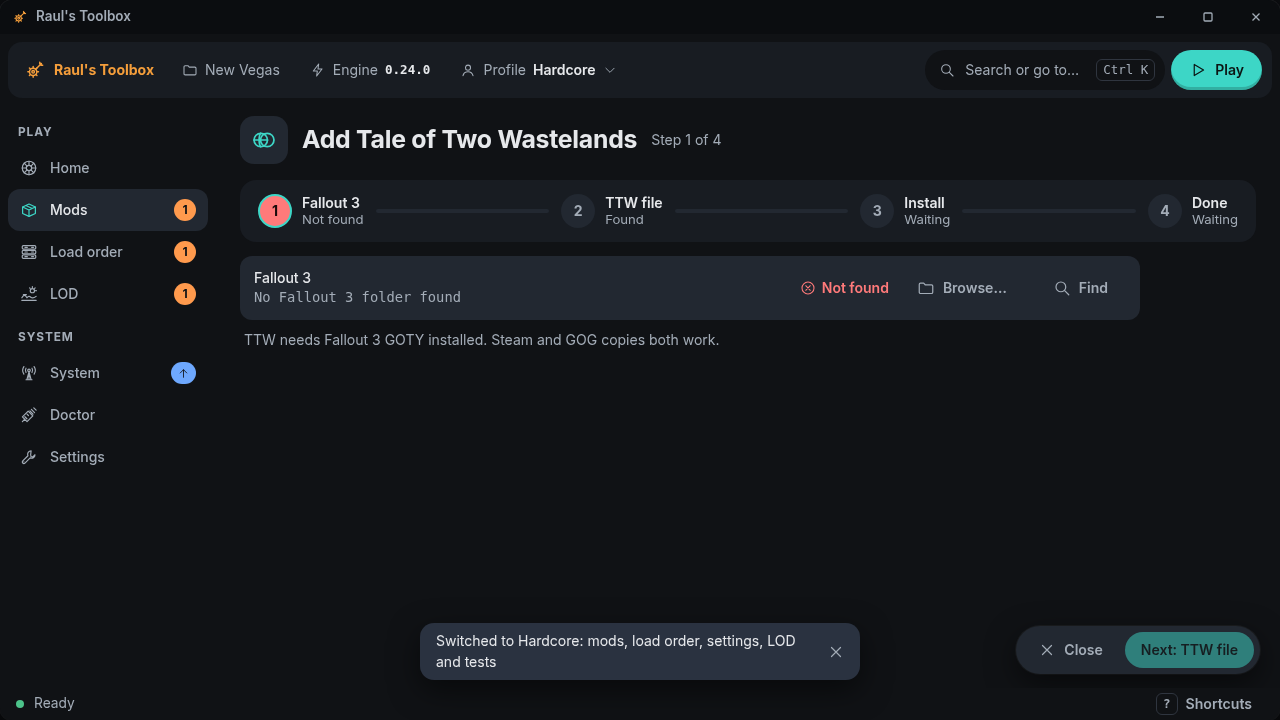 Raul's Toolbox
Raul's Toolbox
New Vegas
Engine 0.24.0
Profile Hardcore
Search or go to...
Ctrl K
Play
PLAY
Home
Mods
1
Load order
1
LOD
1
SYSTEM
System
Doctor
Settings
Add Tale of Two Wastelands
Step 1 of 4
1
Fallout 3
Not found
2
TTW file
Found
3
Install
Waiting
4
Done
Waiting
Fallout 3
No Fallout 3 folder found
Not found
Browse...
Find
TTW needs Fallout 3 GOTY installed. Steam and GOG copies both work.
Switched to Hardcore: mods, load order, settings, LOD
and tests
Close
Next: TTW file
Ready
? Shortcuts